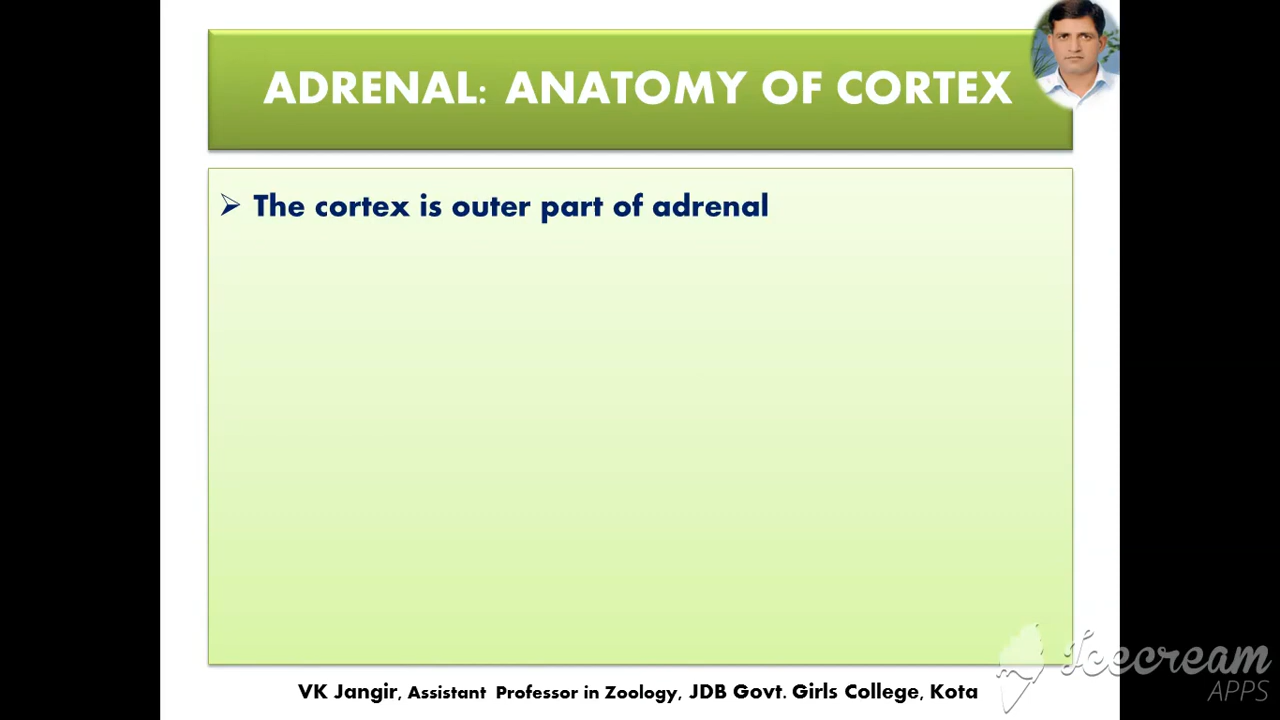 ADRENAL: ANATOMY OF CORTEX
➢ The cortex is outer part of adrenal
VK Jangir, Assistant Professor in Zoology, JDB Govt. Girls College, Kota
Icecream
APPS